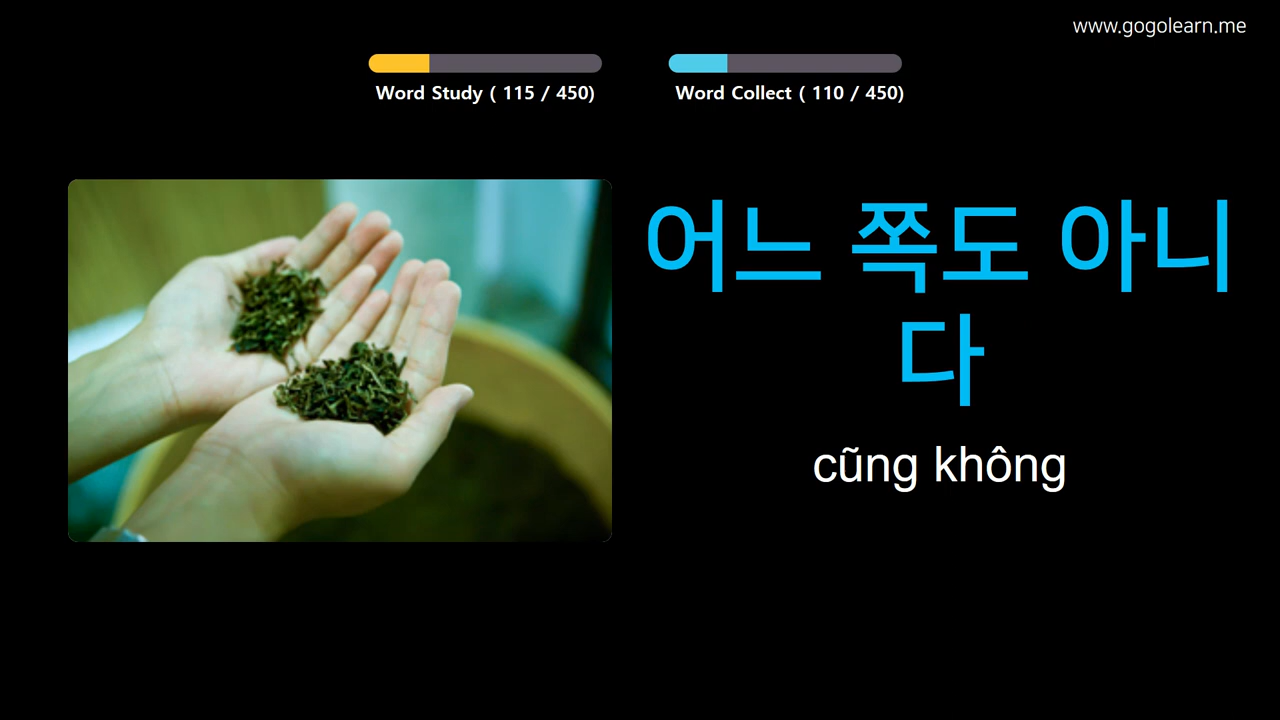 www.gogolearn.me
Word Study ( 115 / 450)
Word Collect ( 110 / 450)
어느 쪽도 아니
다
cũng không